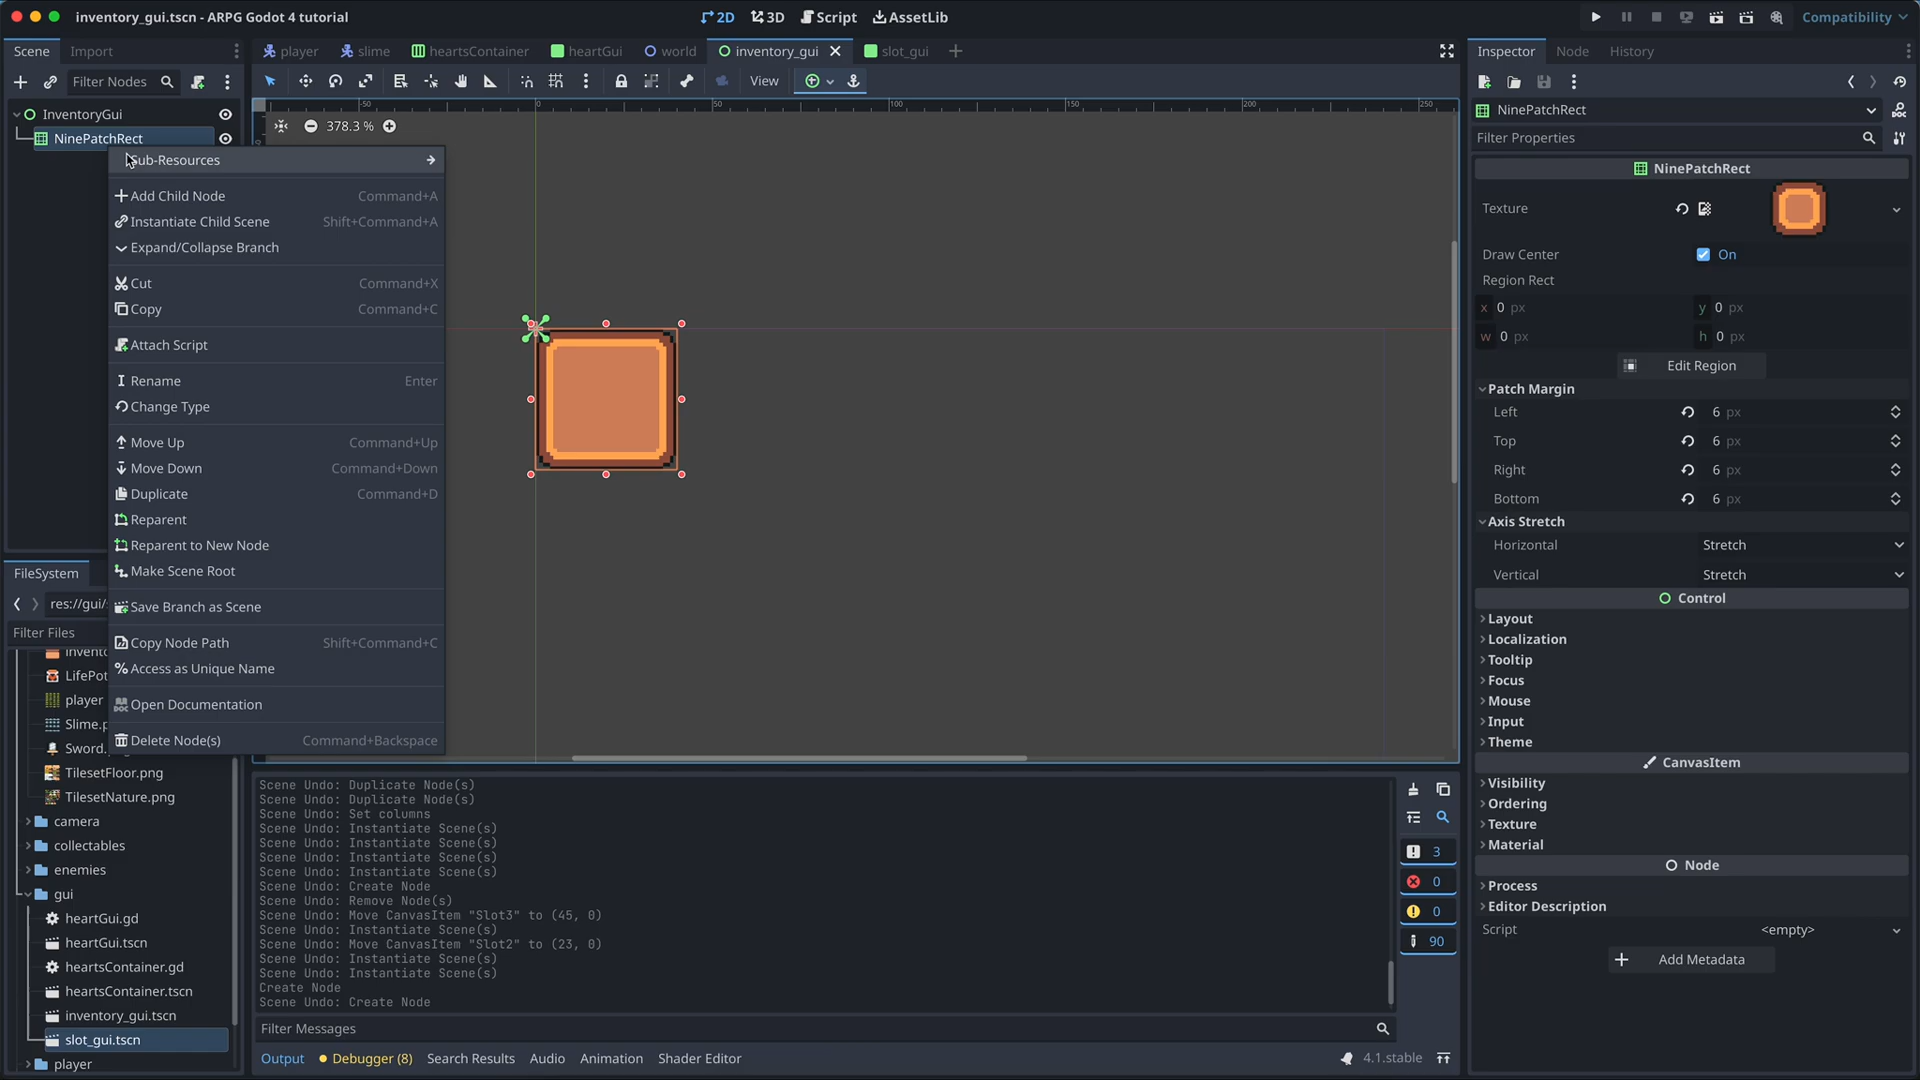 inventory_gui.tscn - ARPG Godot 4 tutorial
2D
3D
Script
AssetLib
Compatibility
Scene
Import
player
slime
heartsContainer
heartGui
world
inventory_gui
slot_gui
Inspector
Node
History
Filter Nodes
View
InventoryGui
NinePatchRect
-50
0
50
100
150
200
250
378.3 %
NinePatchRect
Filter Properties
NinePatchRect
Texture
Draw Center
On
Region Rect
x 0 px
y 0 px
w 0 px
h 0 px
Edit Region
Patch Margin
Left 6 px
Top 6 px
Right 6 px
Bottom 6 px
Axis Stretch
Horizontal Stretch
Vertical Stretch
Control
Layout
Localization
Tooltip
Focus
Mouse
Input
Theme
CanvasItem
Visibility
Ordering
Texture
Material
Node
Process
Editor Description
Script <empty>
Add Metadata
Sub-Resources
Add Child Node Command+A
Instantiate Child Scene Shift+Command+A
Expand/Collapse Branch
Cut Command+X
Copy Command+C
Attach Script
Rename Enter
Change Type
Move Up Command+Up
Move Down Command+Down
Duplicate Command+D
Reparent
Reparent to New Node
Make Scene Root
Save Branch as Scene
Copy Node Path Shift+Command+C
Access as Unique Name
Open Documentation
Delete Node(s) Command+Backspace
FileSystem
res://gui/
Filter Files
LifePot
player
Slime.p
Sword.
TilesetFloor.png
TilesetNature.png
camera
collectables
enemies
gui
heartGui.gd
heartGui.tscn
heartsContainer.gd
heartsContainer.tscn
inventory_gui.tscn
slot_gui.tscn
player
Scene Undo: Duplicate Node(s)
Scene Undo: Duplicate Node(s)
Scene Undo: Set columns
Scene Undo: Instantiate Scene(s)
Scene Undo: Instantiate Scene(s)
Scene Undo: Instantiate Scene(s)
Scene Undo: Instantiate Scene(s)
Scene Undo: Create Node
Scene Undo: Remove Node(s)
Scene Undo: Move CanvasItem "Slot3" to (45, 0)
Scene Undo: Instantiate Scene(s)
Scene Undo: Move CanvasItem "Slot2" to (23, 0)
Scene Undo: Instantiate Scene(s)
Scene Undo: Instantiate Scene(s)
Create Node
Scene Undo: Create Node
3
0
0
90
Filter Messages
Output
Debugger (8)
Search Results
Audio
Animation
Shader Editor
4.1.stable